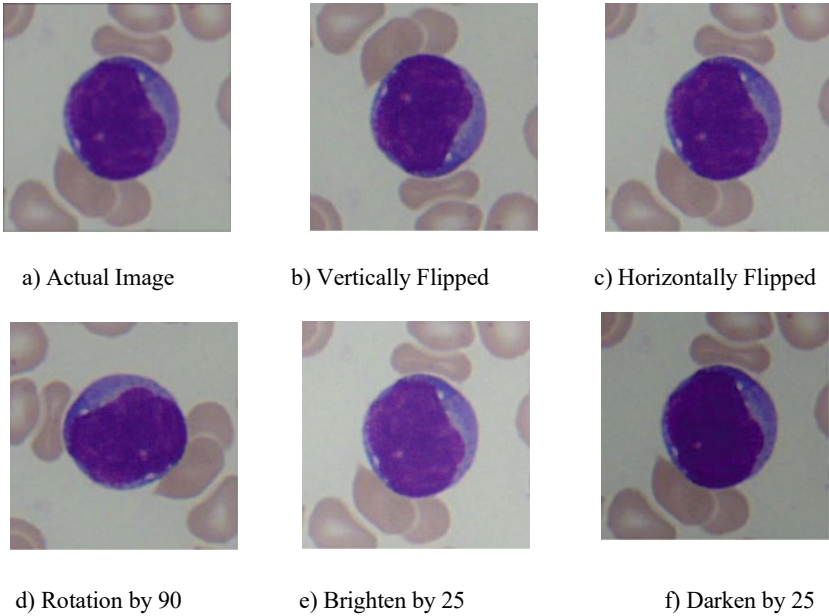 a) Actual Image
b) Vertically Flipped
c) Horizontally Flipped
d) Rotation by 90
e) Brighten by 25
f) Darken by 25